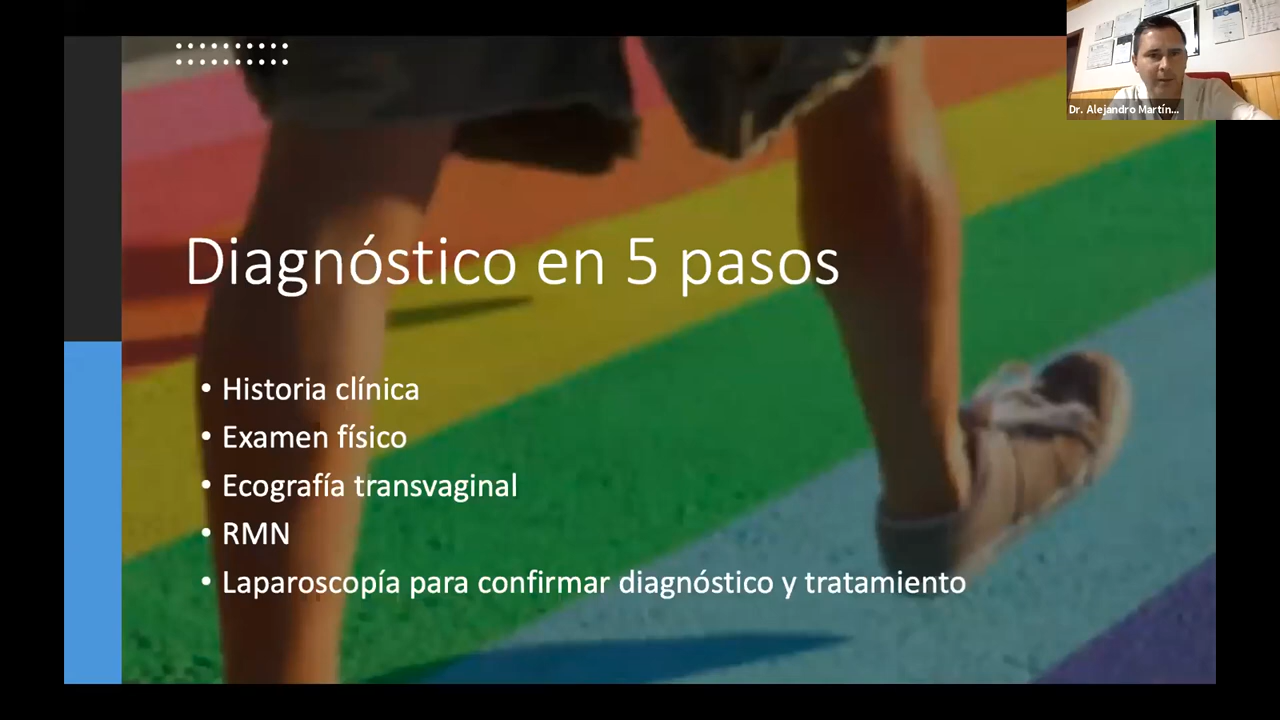 Dr. Alejandro Martín...
Diagnóstico en 5 pasos
• Historia clínica
• Examen físico
• Ecografía transvaginal
• RMN
• Laparoscopía para confirmar diagnóstico y tratamiento